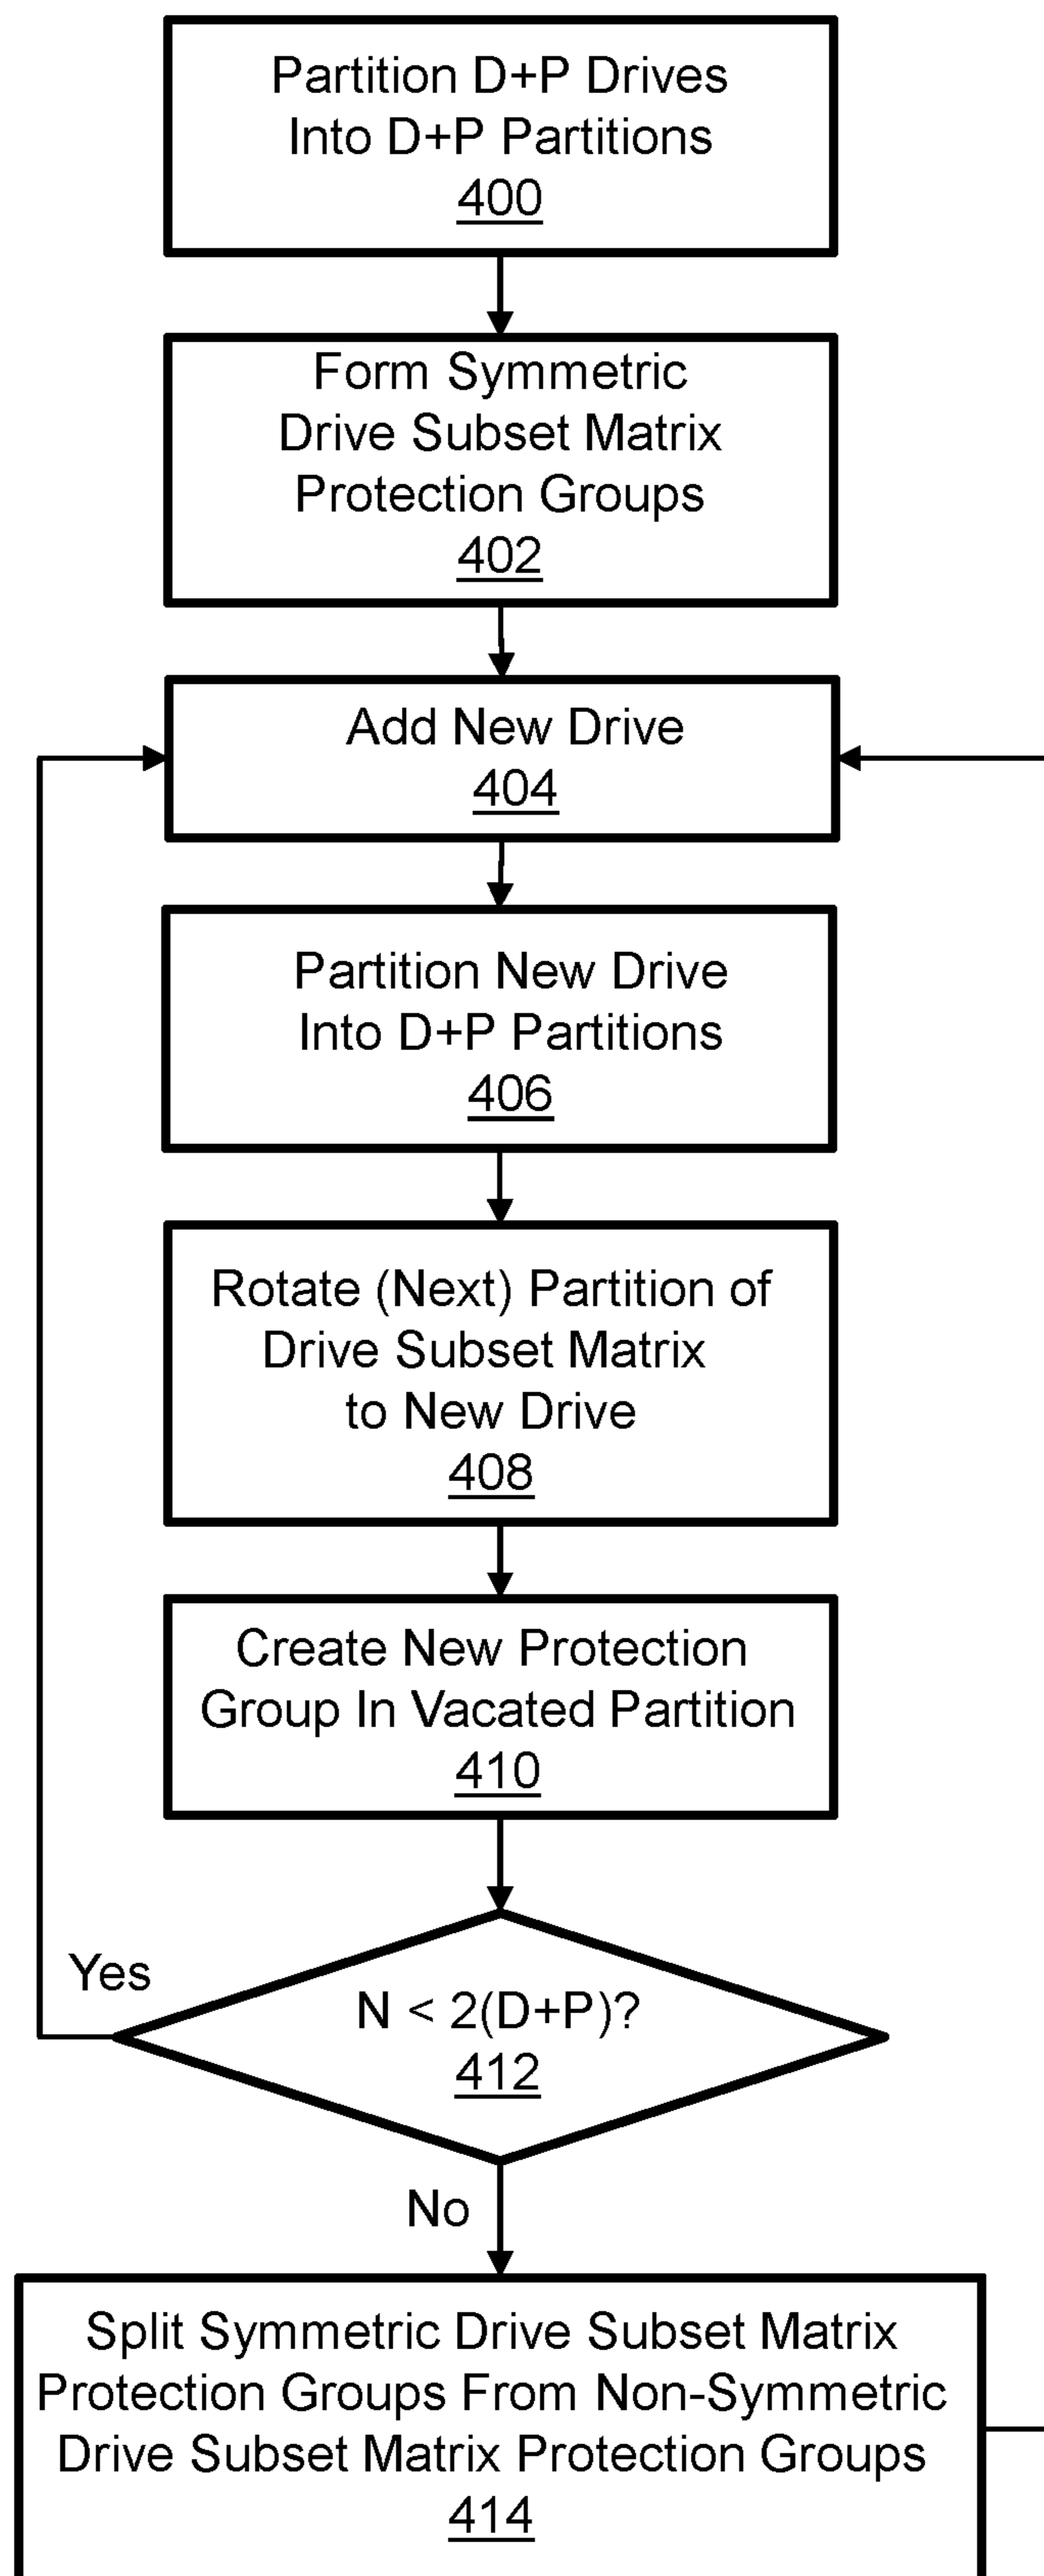 Partition D+P Drives
Into D+P Partitions
400
Form Symmetric
Drive Subset Matrix
Protection Groups
402
Add New Drive
404
Partition New Drive
Into D+P Partitions
406
Rotate (Next) Partition of
Drive Subset Matrix
to New Drive
408
Create New Protection
Group In Vacated Partition
410
Yes
N < 2(D+P)?
412
No
Split Symmetric Drive Subset Matrix
Protection Groups From Non-Symmetric
Drive Subset Matrix Protection Groups
414